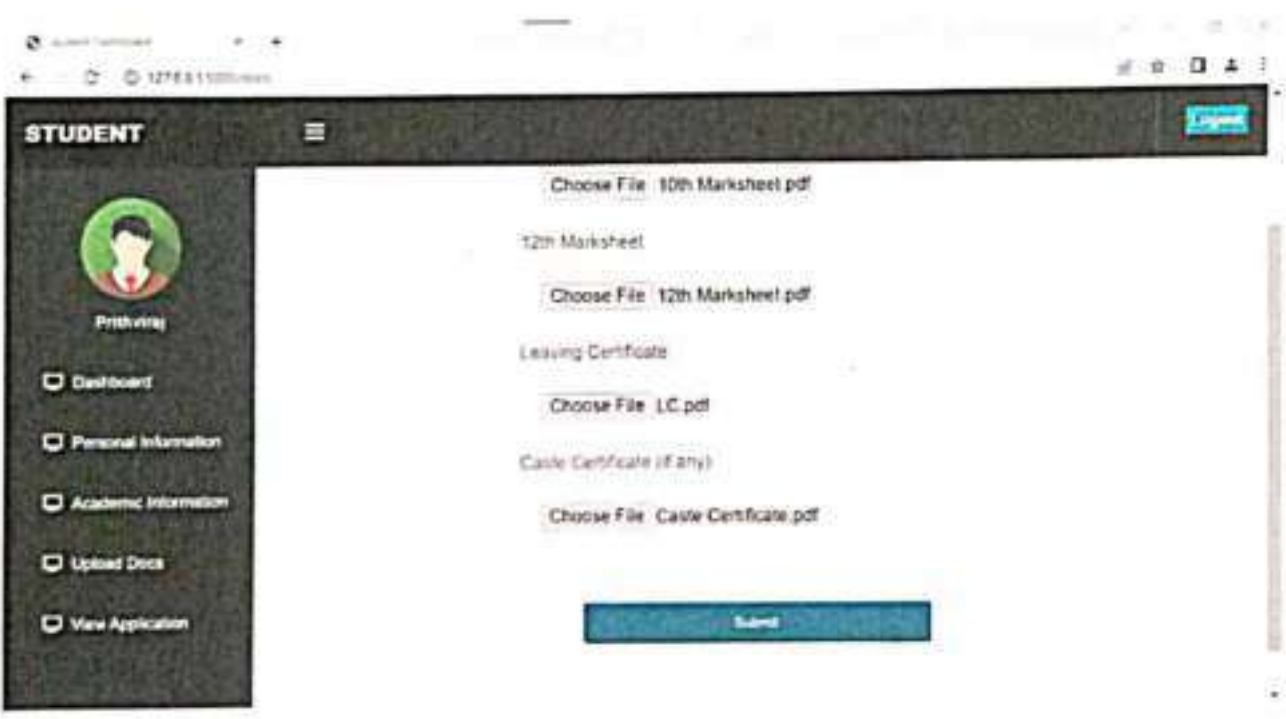 STUDENT
Logout
Choose File 10th Marksheet.pdf
12th Marksheet
Choose File 12th Marksheet.pdf
Prithviraj
Leaving Certificate
Dashboard
Choose File LC.pdf
Personal Information
Caste Certificate (if any)
Academic Information
Choose File Caste Certificate.pdf
Upload Docs
View Application
Submit